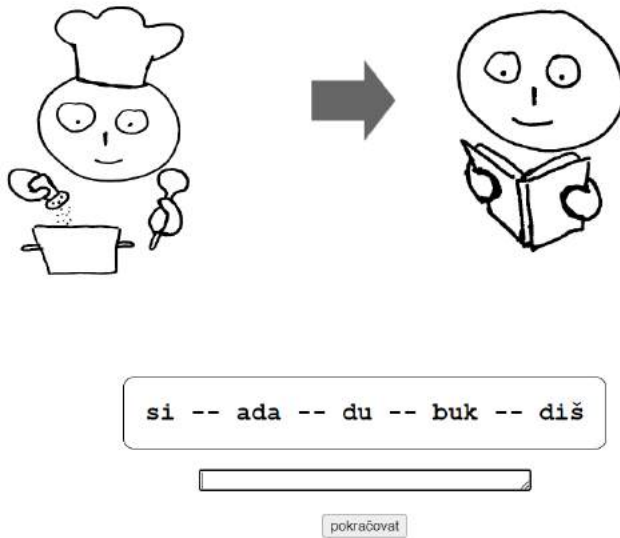 si -- ada -- du -- buk -- diš
pokračovat